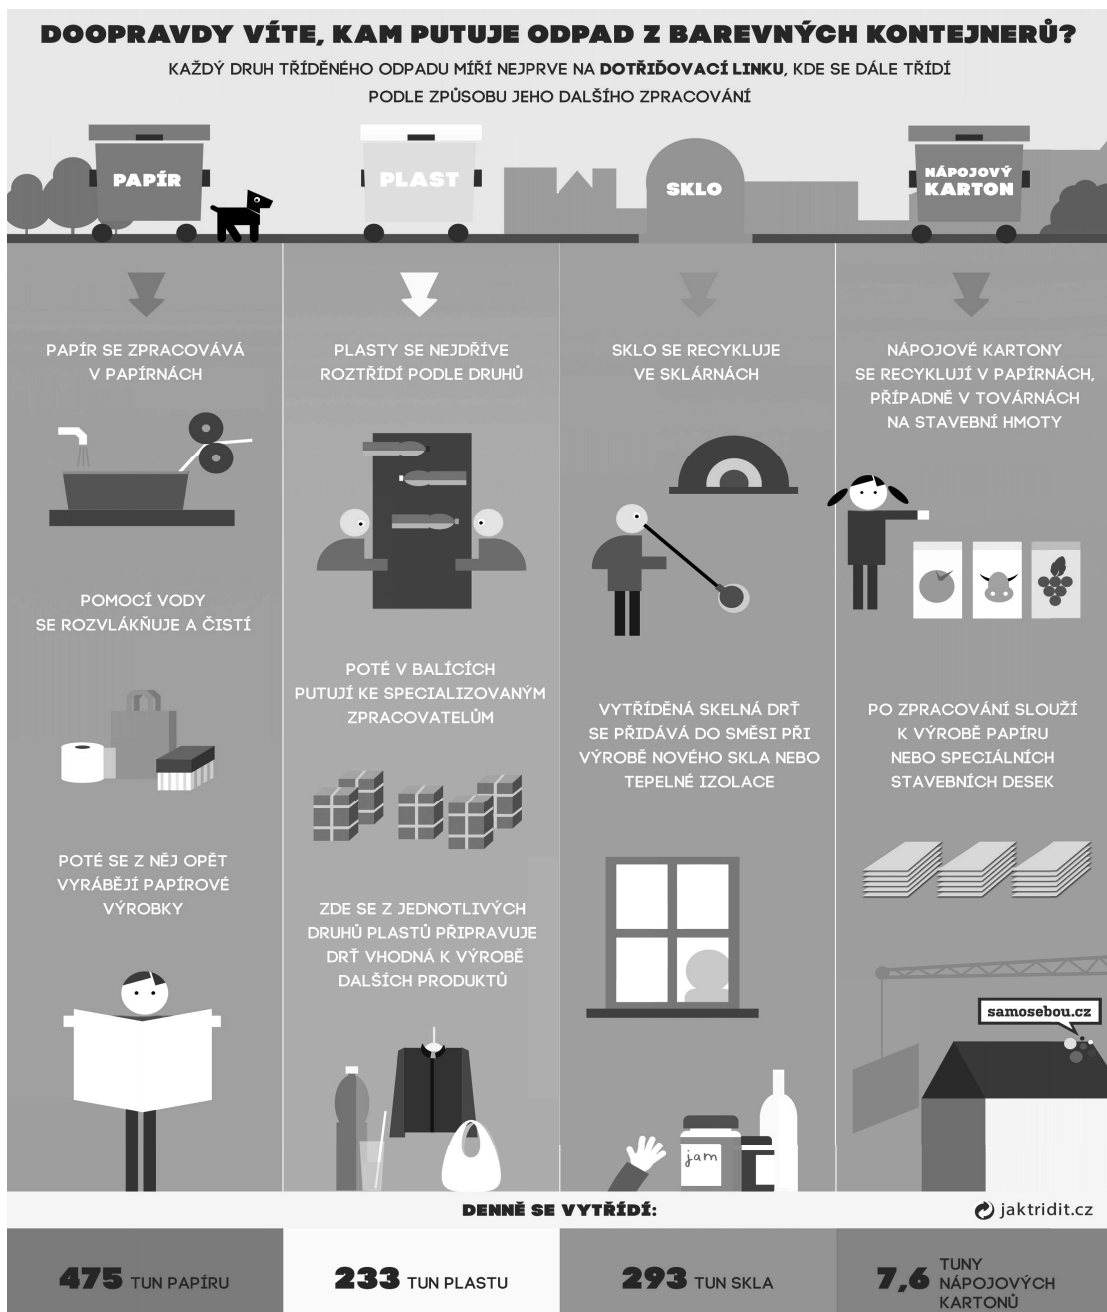 DOOPRAVDY VÍTE, KAM PUTUJE ODPAD Z BAREVNÝCH KONTEJNERŮ?
KAŽDÝ DRUH TŘÍDĚNÉHO ODPADU MÍŘÍ NEJPRVE NA DOTŘIĎOVACÍ LINKU, KDE SE DÁLE TŘÍDÍ
PODLE ZPŮSOBU JEHO DALŠÍHO ZPRACOVÁNÍ
PAPÍR
PLAST
SKLO
NÁPOJOVÝ
KARTON
PAPÍR SE ZPRACOVÁVÁ
V PAPÍRNÁCH
POMOCÍ VODY
SE ROZVLÁKŇUJE A ČISTÍ
POTÉ SE Z NĚJ OPĚT
VYRÁBĚJÍ PAPÍROVÉ
VÝROBKY
PLASTY SE NEJDŘÍVE
ROZTŘÍDÍ PODLE DRUHŮ
POTÉ V BALÍCÍCH
PUTUJÍ KE SPECIALIZOVANÝM
ZPRACOVATELŮM
ZDE SE Z JEDNOTLIVÝCH
DRUHŮ PLASTŮ PŘIPRAVUJE
DRŤ VHODNÁ K VÝROBĚ
DALŠÍCH PRODUKTŮ
SKLO SE RECYKLUJE
VE SKLÁRNÁCH
VYTŘÍDĚNÁ SKELNÁ DRŤ
SE PŘIDÁVÁ DO SMĚSI PŘI
VÝROBĚ NOVÉHO SKLA NEBO
TEPELNÉ IZOLACE
jam
NÁPOJOVÉ KARTONY
SE RECYKLUJÍ V PAPÍRNÁCH,
PŘÍPADNĚ V TOVÁRNÁCH
NA STAVEBNÍ HMOTY
PO ZPRACOVÁNÍ SLOUŽÍ
K VÝROBĚ PAPÍRU
NEBO SPECIÁLNÍCH
STAVEBNÍCH DESEK
samosebou.cz
DENNĚ SE VYTŘÍDÍ:
jaktridit.cz
475 TUN PAPÍRU
233 TUN PLASTU
293 TUN SKLA
7,6 TUNY
NÁPOJOVÝCH
KARTONŮ